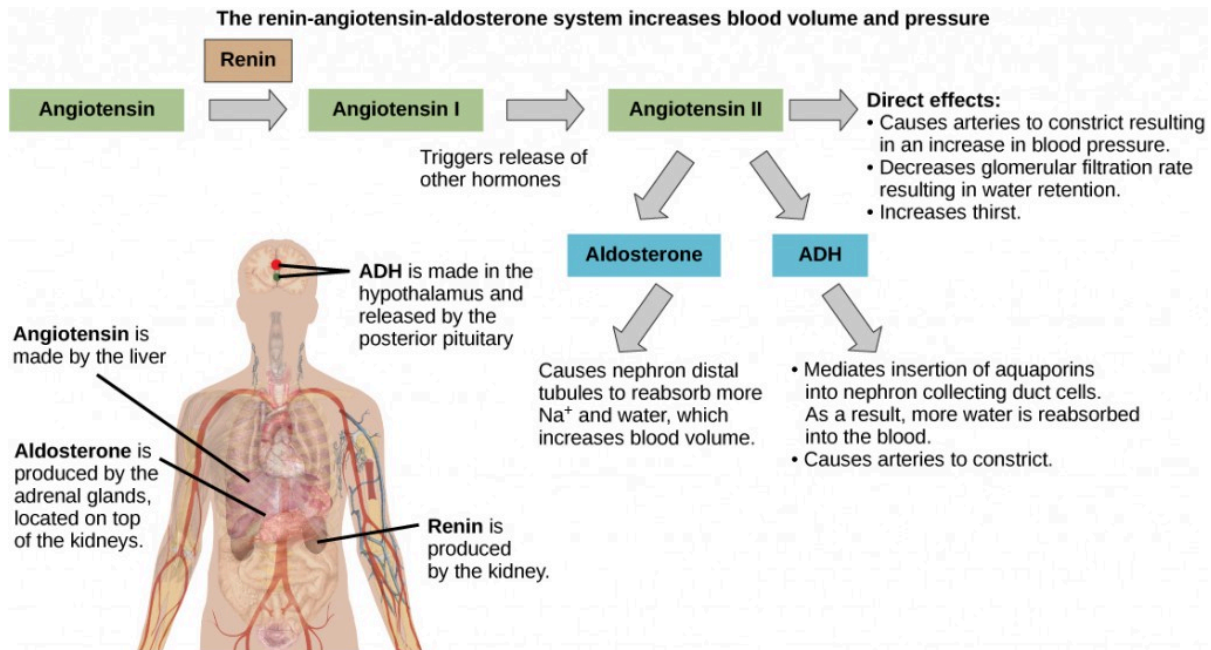 The renin-angiotensin-aldosterone system increases blood volume and pressure
Renin
Angiotensin
Angiotensin I
Angiotensin II
Direct effects:
• Causes arteries to constrict resulting
in an increase in blood pressure.
• Decreases glomerular filtration rate
resulting in water retention.
• Increases thirst.
Triggers release of
other hormones
Aldosterone
ADH
ADH is made in the
hypothalamus and
released by the
posterior pituitary
Angiotensin is
made by the liver
Aldosterone is
produced by the
adrenal glands,
located on top
of the kidneys.
Renin is
produced
by the kidney.
Causes nephron distal
tubules to reabsorb more
Na⁺ and water, which
increases blood volume.
• Mediates insertion of aquaporins
into nephron collecting duct cells.
As a result, more water is reabsorbed
into the blood.
• Causes arteries to constrict.